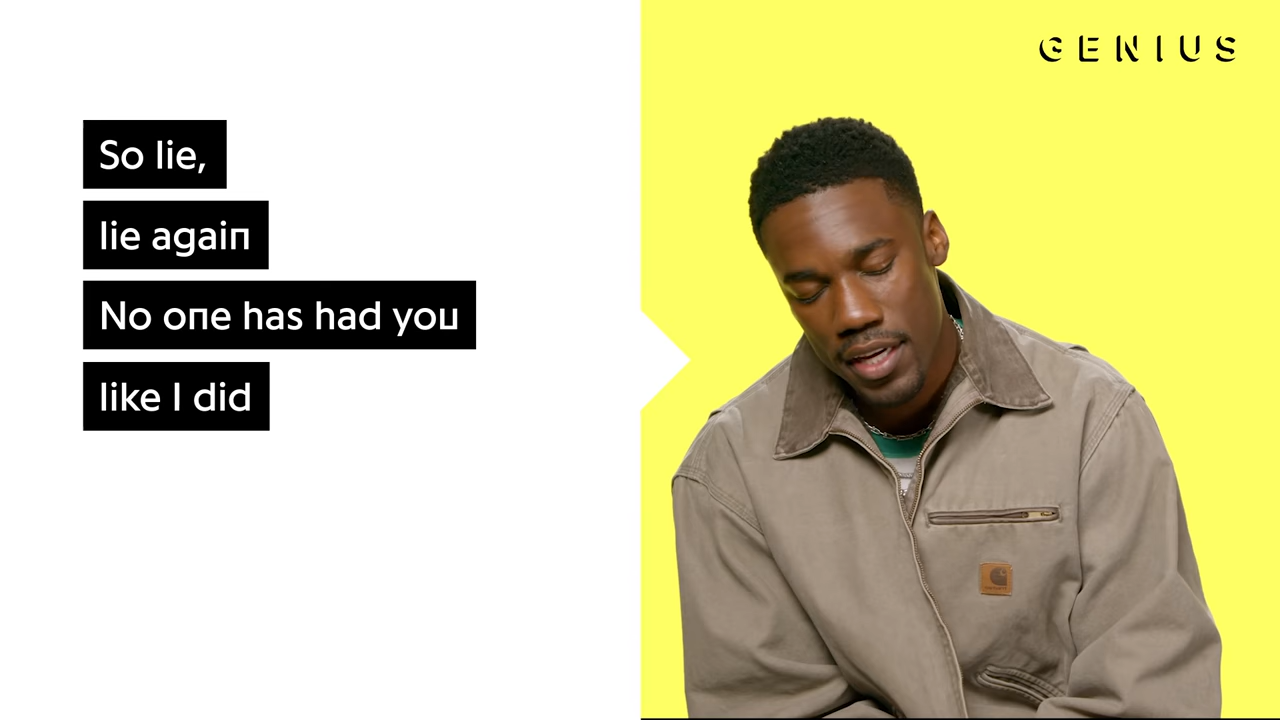 So lie,
lie again
No one has had you
like I did
GENIUS